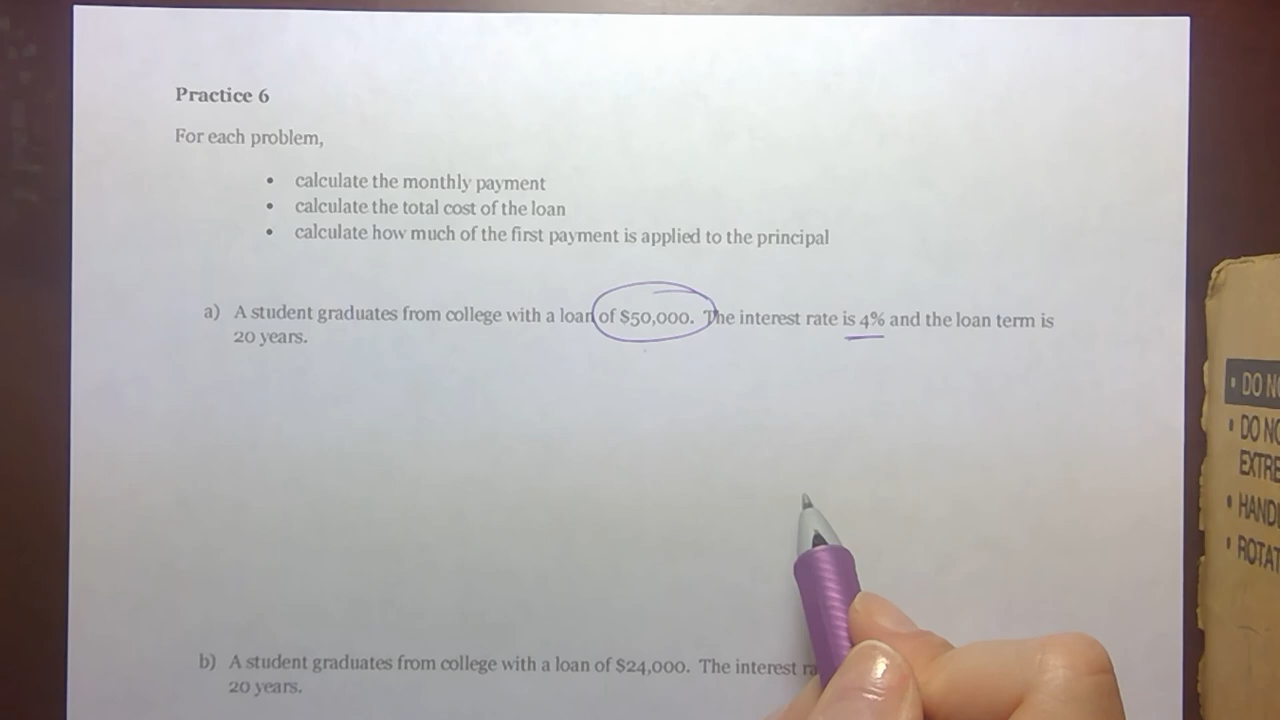 Practice 6
For each problem,
• calculate the monthly payment
• calculate the total cost of the loan
• calculate how much of the first payment is applied to the principal
a) A student graduates from college with a loan of $50,000. The interest rate is 4% and the loan term is
20 years.
b) A student graduates from college with a loan of $24,000. The interest
20 years.
• DO
• DO
• 
•